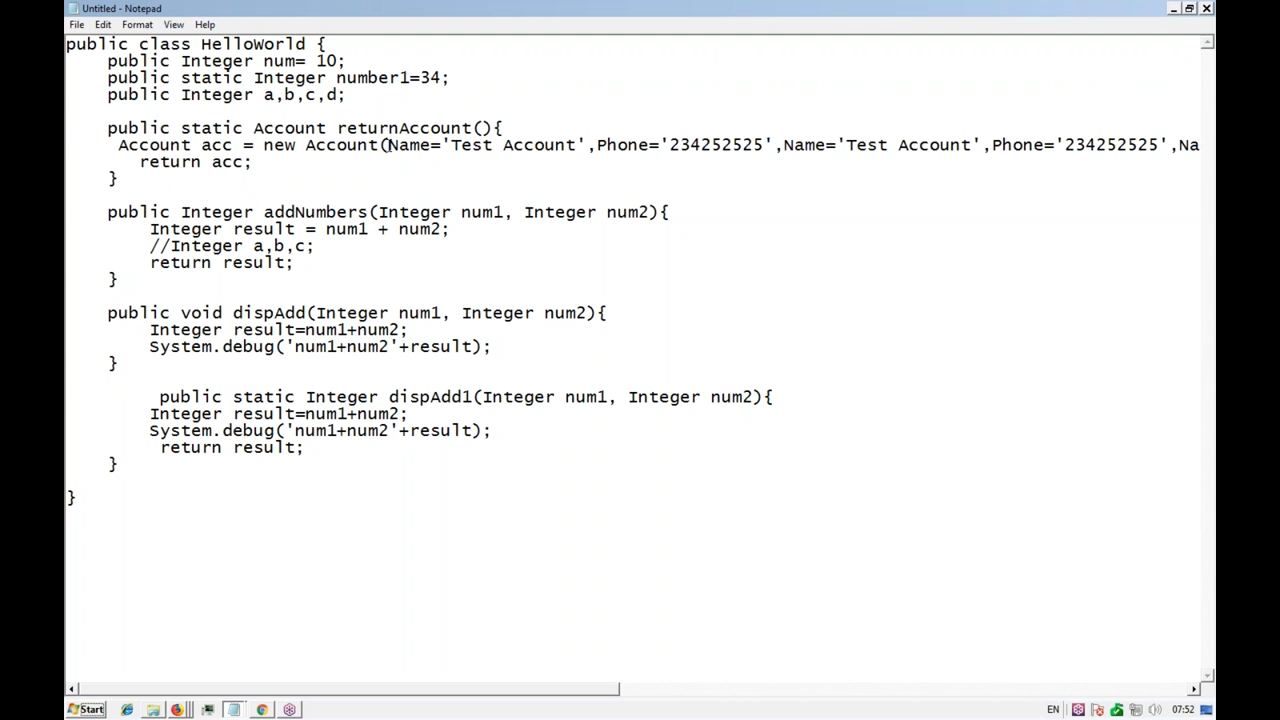 Untitled - Notepad
File Edit Format View Help
public class HelloWorld {
public Integer num= 10;
public static Integer number1=34;
public Integer a,b,c,d;
public static Account returnAccount(){
Account acc = new Account(Name='Test Account',Phone='234252525',Name='Test Account',Phone='234252525',Na
return acc;
}
public Integer addNumbers(Integer num1, Integer num2){
Integer result = num1 + num2;
//Integer a,b,c;
return result;
}
public void dispAdd(Integer num1, Integer num2){
Integer result=num1+num2;
System.debug('num1+num2'+result);
}
public static Integer dispAdd1(Integer num1, Integer num2){
Integer result=num1+num2;
System.debug('num1+num2'+result);
return result;
}
}
Start EN 07:52